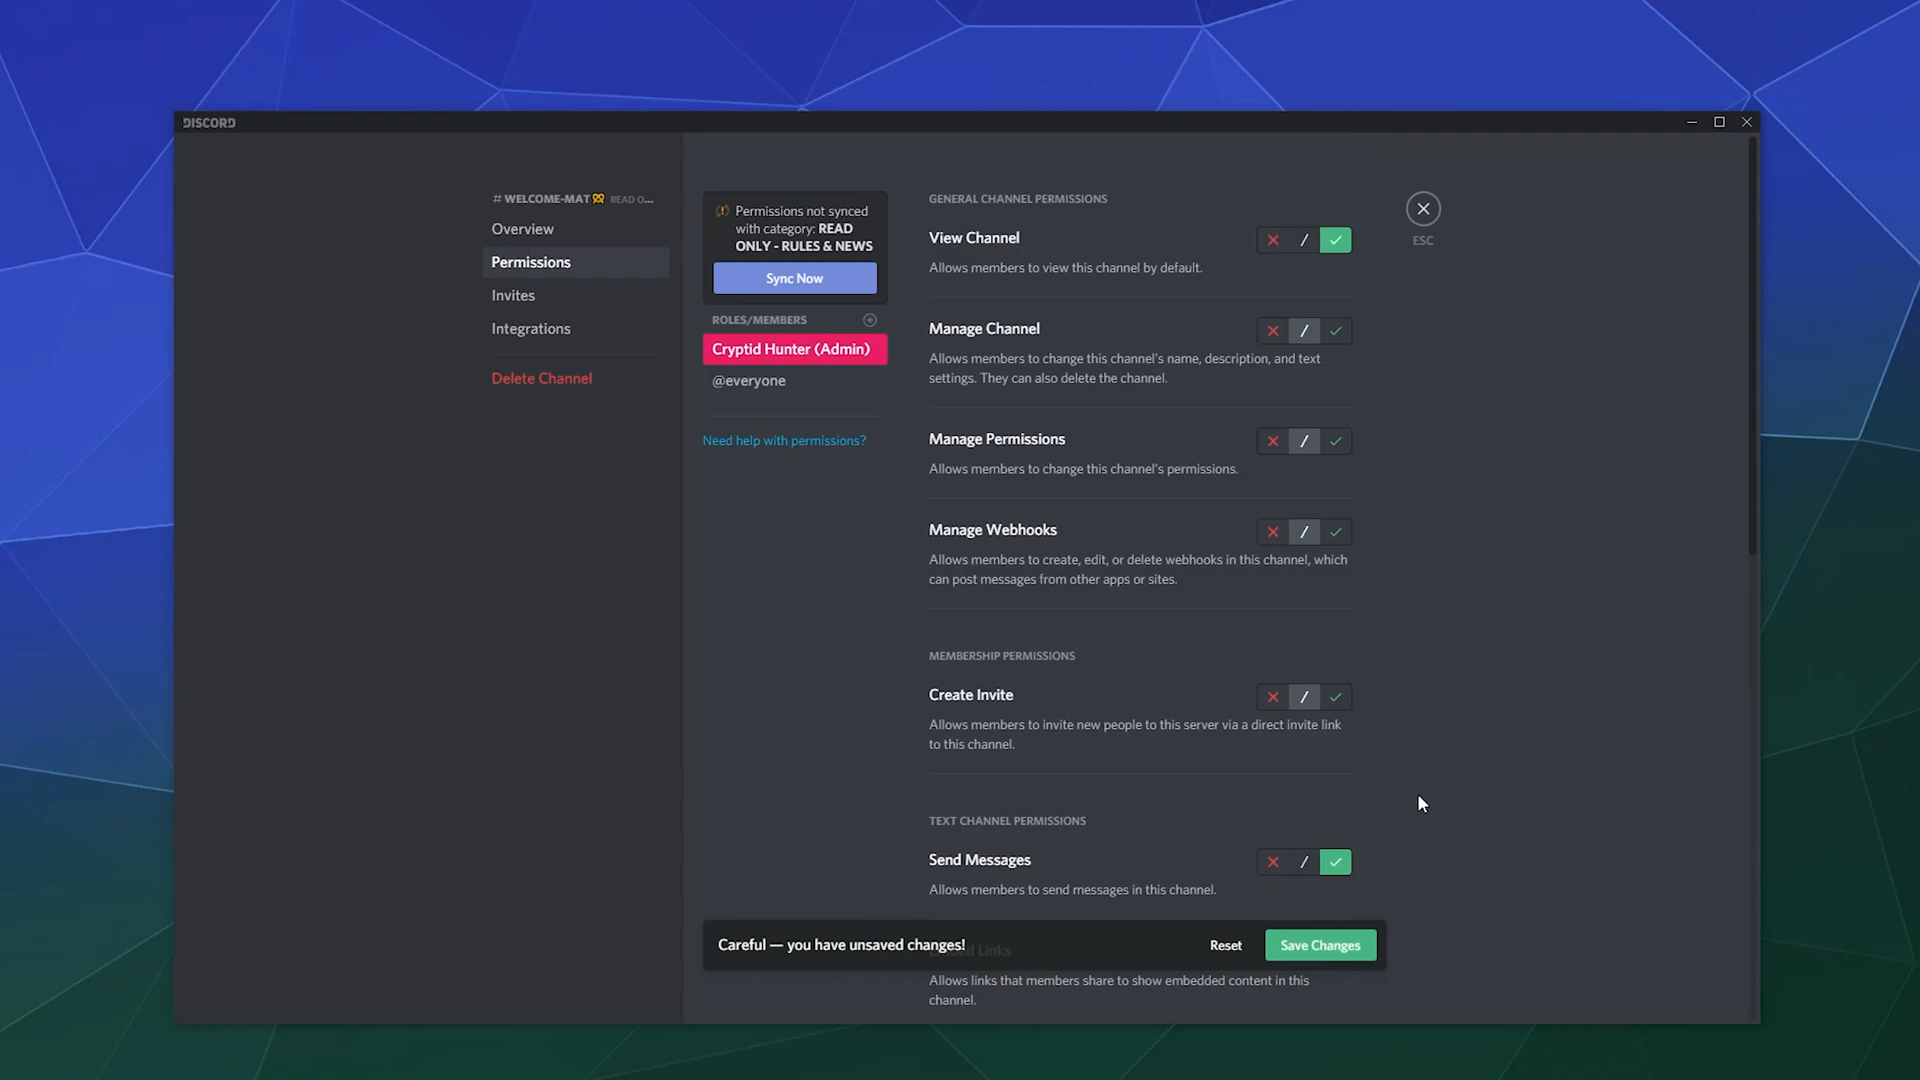 DISCORD
# WELCOME-MAT READ O...
Overview
Permissions
Invites
Integrations
Delete Channel
Permissions not synced
with category: READ
ONLY - RULES & NEWS
Sync Now
ROLES/MEMBERS
Cryptid Hunter (Admin)
@everyone
Need help with permissions?
GENERAL CHANNEL PERMISSIONS
View Channel
Allows members to view this channel by default.
Manage Channel
Allows members to change this channel's name, description, and text
settings. They can also delete the channel.
Manage Permissions
Allows members to change this channel's permissions.
Manage Webhooks
Allows members to create, edit, or delete webhooks in this channel, which
can post messages from other apps or sites.
MEMBERSHIP PERMISSIONS
Create Invite
Allows members to invite new people to this server via a direct invite link
to this channel.
TEXT CHANNEL PERMISSIONS
Send Messages
Allows members to send messages in this channel.
Careful — you have unsaved changes!
Links
Reset
Save Changes
Allows links that members share to show embedded content in this
channel.
ESC